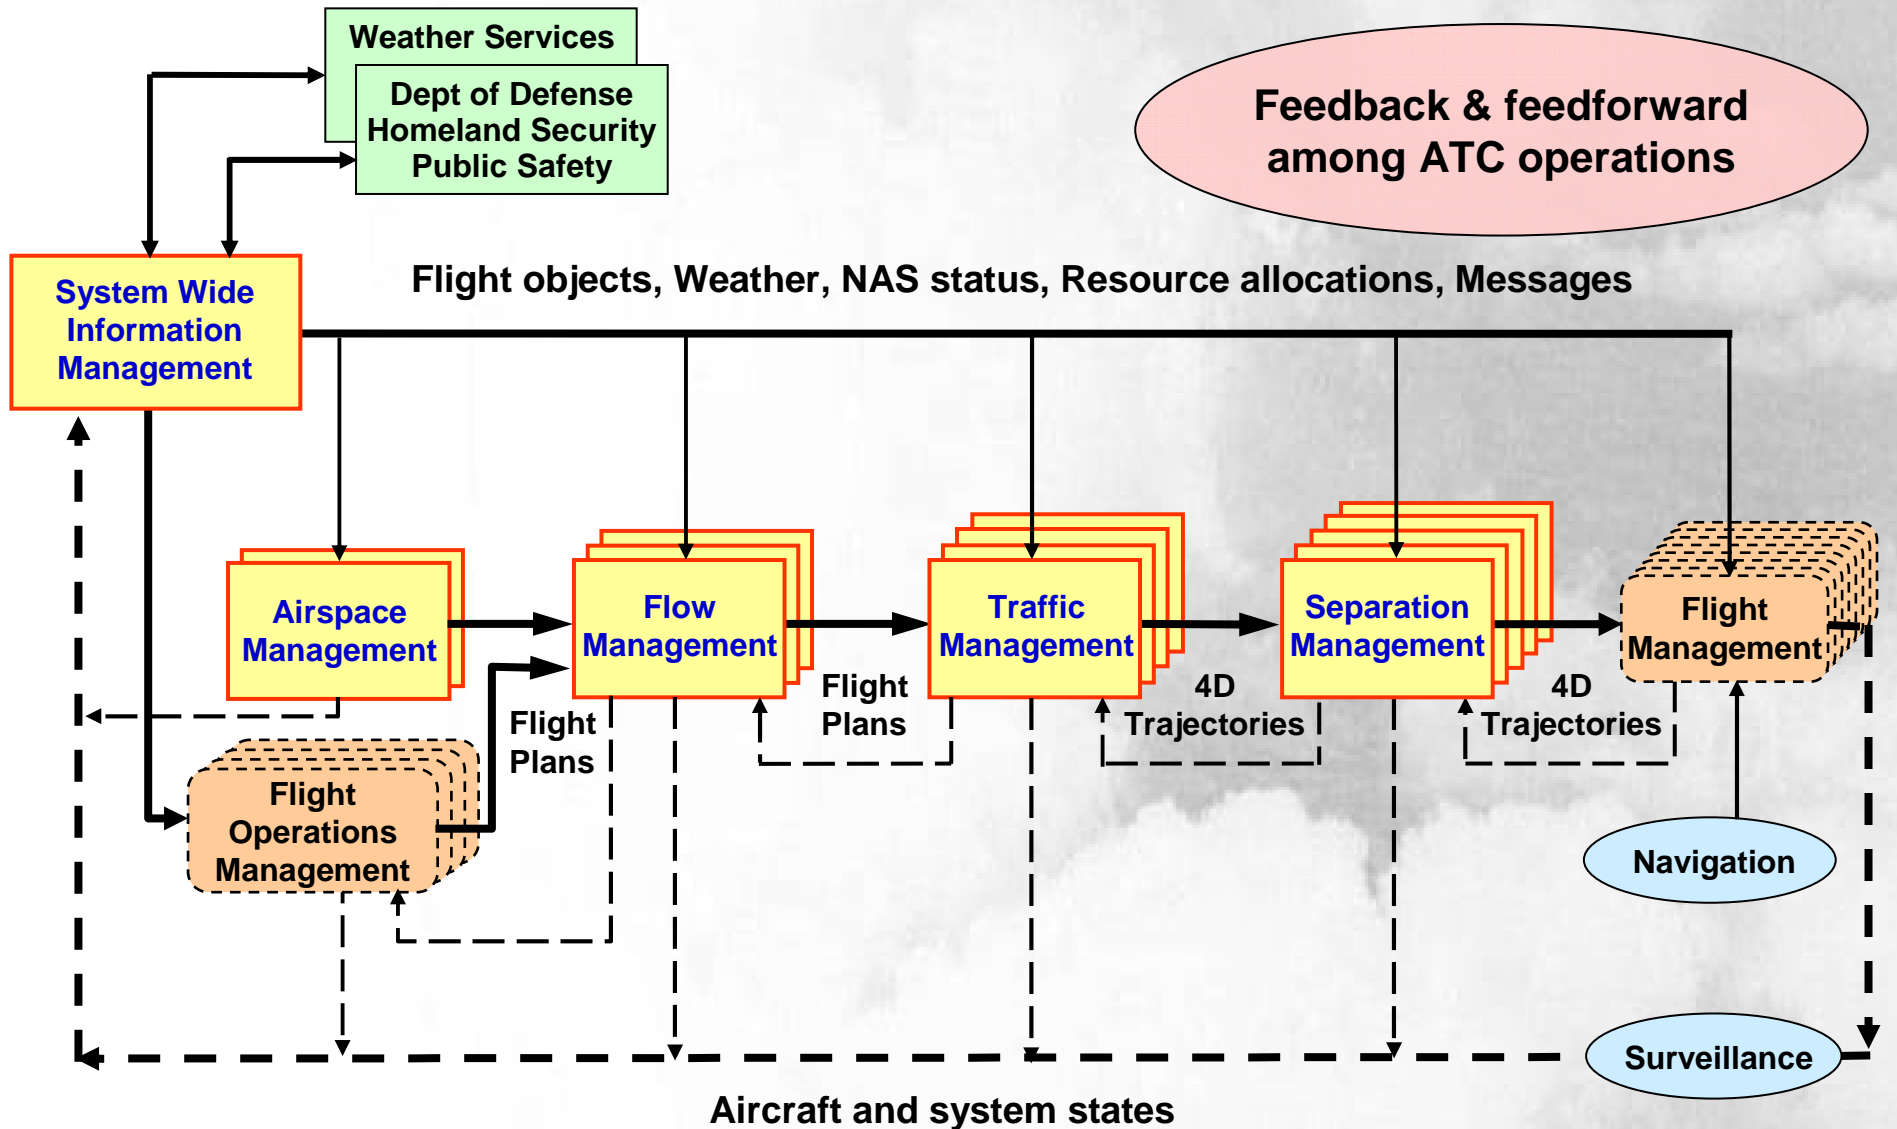 Weather Services
Dept of Defense
Homeland Security
Public Safety
Feedback & feedforward
among ATC operations
System Wide
Information
Management
Flight objects, Weather, NAS status, Resource allocations, Messages
Airspace
Management
Flow
Management
Traffic
Management
Separation
Management
Flight
Management
Flight
Plans
Flight
Plans
4D
Trajectories
4D
Trajectories
Flight
Operations
Management
Navigation
Surveillance
Aircraft and system states